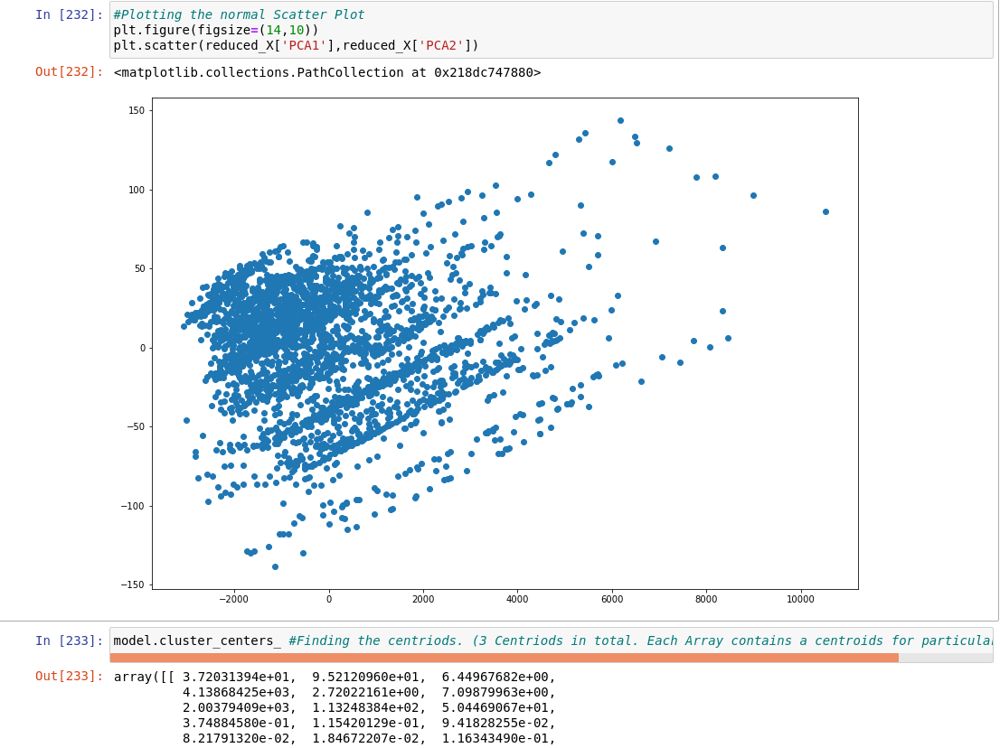 In [232]: #Plotting the normal Scatter Plot
plt.figure(figsize=(14,10))
plt.scatter(reduced_X['PCA1'],reduced_X['PCA2'])
Out[232]: <matplotlib.collections.PathCollection at 0x218dc747880>
150
100
50
0
−50
−100
−150
−2000 0 2000 4000 6000 8000 10000
In [233]: model.cluster_centers_ #Finding the centriods. (3 Centriods in total. Each Array contains a centroids for particula
Out[233]: array([[ 3.72031394e+01, 9.52120960e+01, 6.44967682e+00,
4.13868425e+03, 2.72022161e+00, 7.09879963e+00,
2.00379409e+03, 1.13248384e+02, 5.04469067e+01,
3.74884580e-01, 1.15420129e-01, 9.41828255e-02,
8.21791320e-02, 1.84672207e-02, 1.16343490e-01,